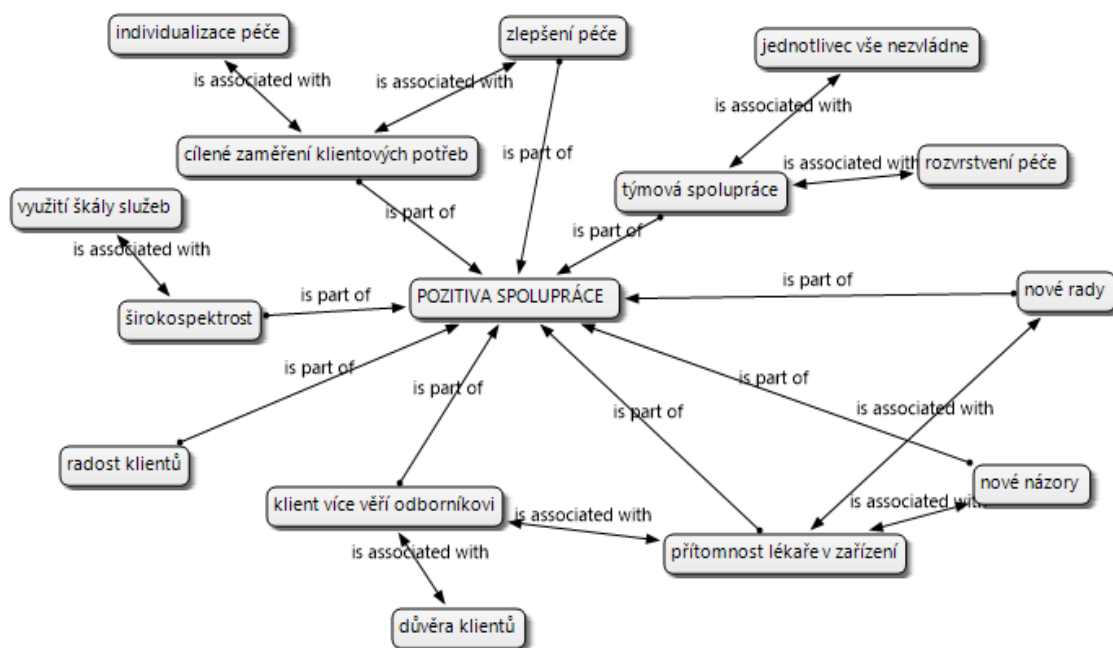 individualizace péče
zlepšení péče
jednotlivec vše nezvládne
is associated with
is associated with
is associated with
cílené zaměření klientových potřeb
is part of
is associated with
rozvrstvení péče
týmová spolupráce
využití škály služeb
is part of
is part of
is associated with
is part of
is part of
POZITIVA SPOLUPRÁCE
nové rady
širokospektrost
is part of
is part of
is part of
is part of
is associated with
radost klientů
nové názory
klient více věří odborníkovi
is associated with
is associated with
is associated with
přítomnost lékaře v zařízení
důvěra klientů